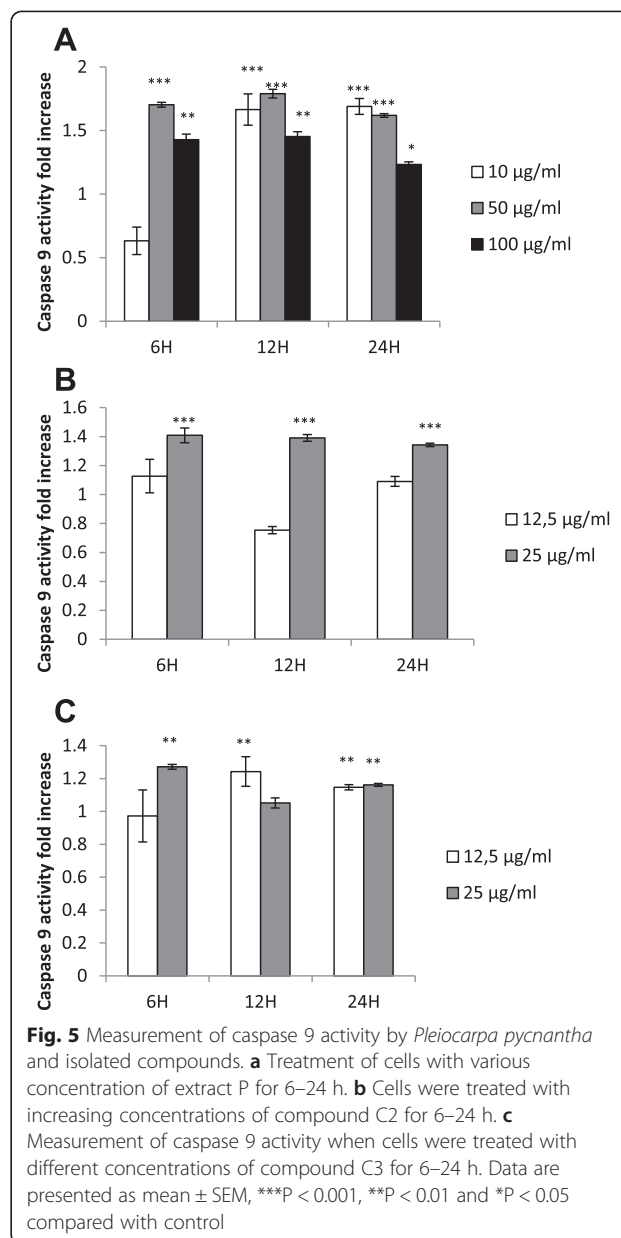 A
Caspase 9 activity fold increase
2
1.5
1
0.5
0
*** ** *** *** ** *** *** *
6H 12H 24H
10 µg/ml
50 µg/ml
100 µg/ml
B
Caspase 9 activity fold increase
1.6
1.4
1.2
1
0.8
0.6
0.4
0.2
0
*** *** ***
6H 12H 24H
12,5 µg/ml
25 µg/ml
C
Caspase 9 activity fold increase
1.4
1.2
1
0.8
0.6
0.4
0.2
0
** ** ** **
6H 12H 24H
12,5 µg/ml
25 µg/ml
Fig. 5 Measurement of caspase 9 activity by Pleiocarpa pycnantha
and isolated compounds. a Treatment of cells with various
concentration of extract P for 6–24 h. b Cells were treated with
increasing concentrations of compound C2 for 6–24 h. c
Measurement of caspase 9 activity when cells were treated with
different concentrations of compound C3 for 6–24 h. Data are
presented as mean ± SEM, ***P < 0.001, **P < 0.01 and *P < 0.05
compared with control